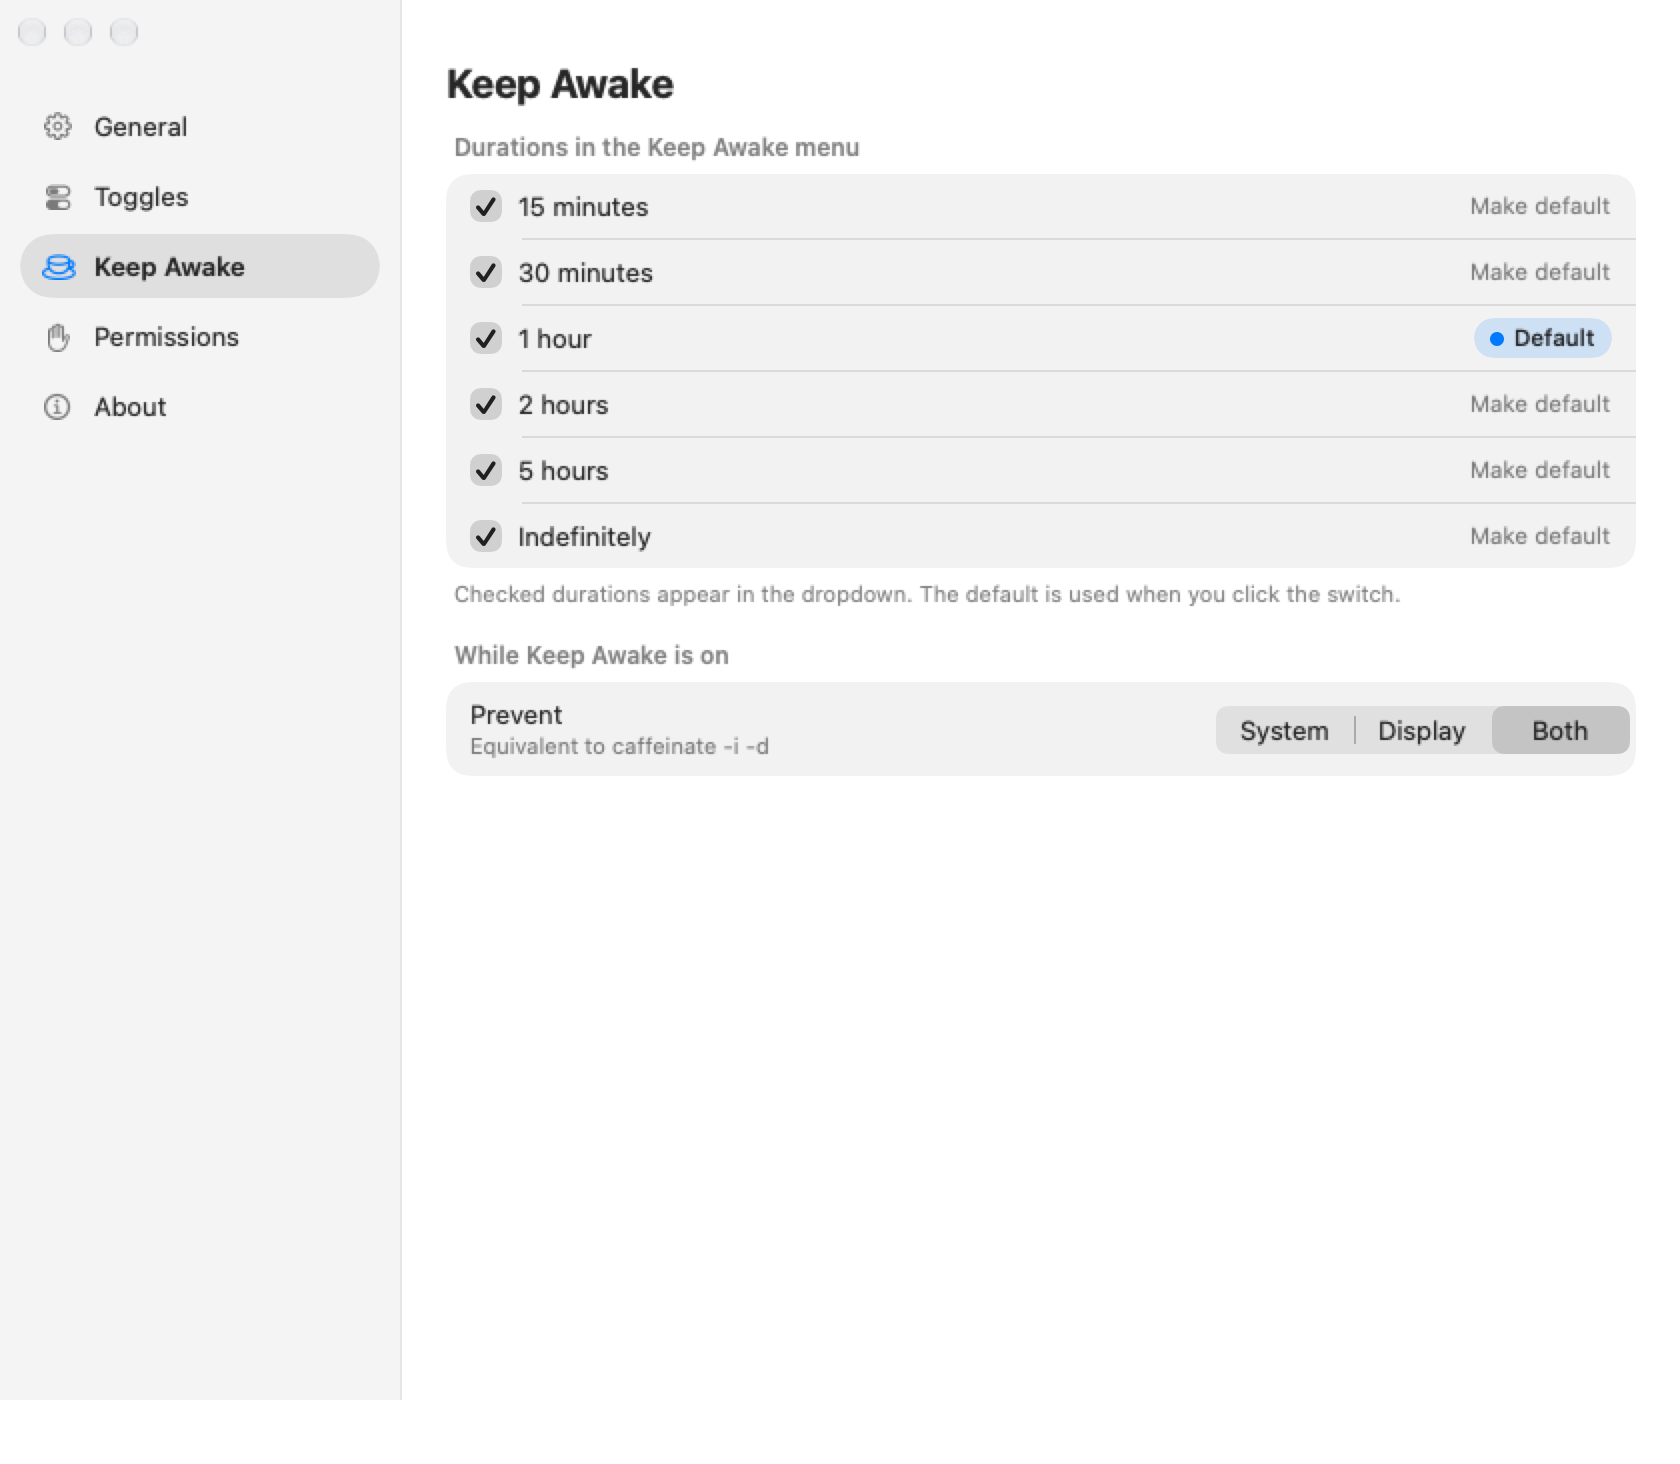 General
Toggles
Keep Awake
Permissions
About
Keep Awake
Durations in the Keep Awake menu
15 minutes Make default
30 minutes Make default
1 hour Default
2 hours Make default
5 hours Make default
Indefinitely Make default
Checked durations appear in the dropdown. The default is used when you click the switch.
While Keep Awake is on
Prevent
Equivalent to caffeinate -i -d
System Display Both